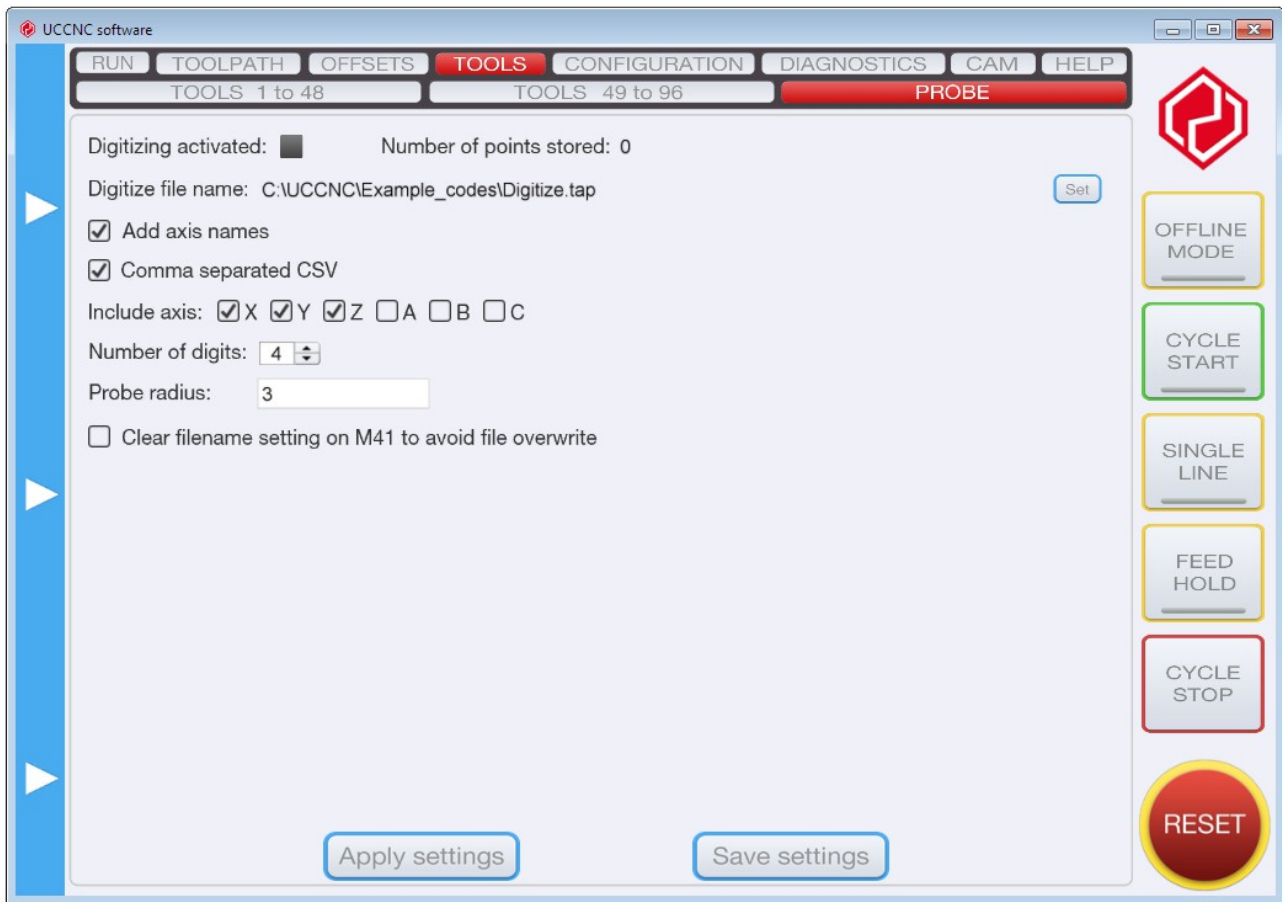 UCCNC software
RUN TOOLPATH OFFSETS TOOLS CONFIGURATION DIAGNOSTICS CAM HELP
TOOLS 1 to 48 TOOLS 49 to 96 PROBE
Digitizing activated: Number of points stored: 0
Digitize file name: C:\UCCNC\Example_codes\Digitize.tap Set
Add axis names
Comma separated CSV
Include axis: X Y Z A B C
Number of digits: 4
Probe radius: 3
Clear filename setting on M41 to avoid file overwrite
Apply settings Save settings
OFFLINE
MODE
CYCLE
START
SINGLE
LINE
FEED
HOLD
CYCLE
STOP
RESET